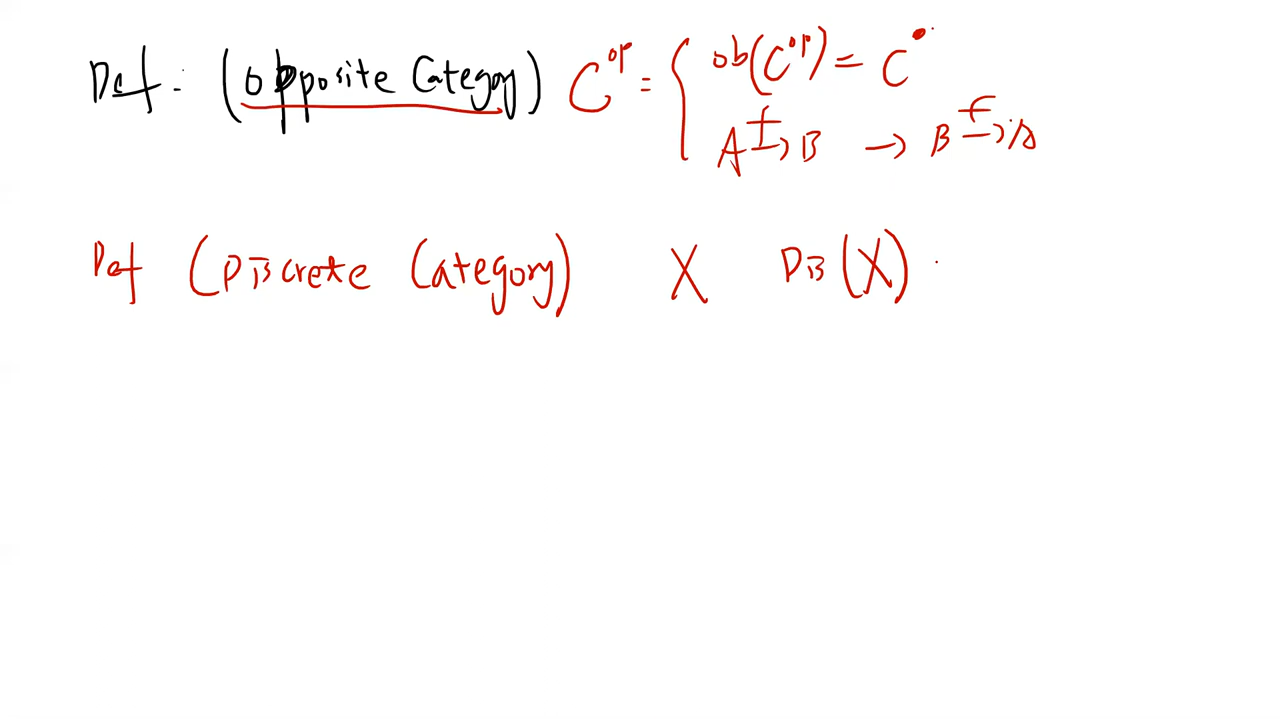 Def: (Opposite Category) C^op = { ob(C^op) = C^•
A →^f B → B →^f A
Def (Discrete Category) X Dis(X)